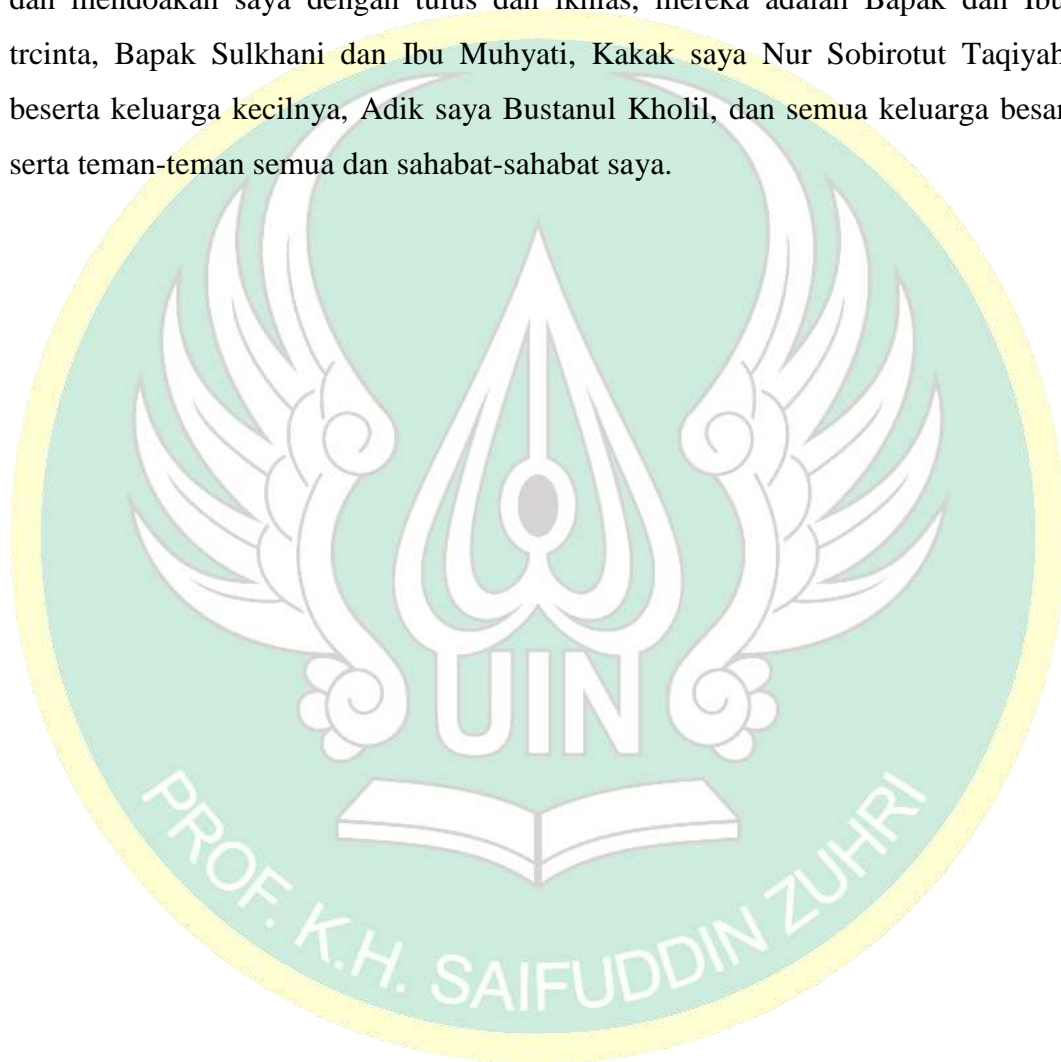 dan mendoakan saya dengan tulus dan ikhlas, mereka adalah Bapak dan Ibu
trcinta, Bapak Sulkhani dan Ibu Muhyati, Kakak saya Nur Sobirotut Taqiyah
beserta keluarga kecilnya, Adik saya Bustanul Kholil, dan semua keluarga besar
serta teman-teman semua dan sahabat-sahabat saya.
UIN
PROF. K.H. SAIFUDDIN ZUHRI